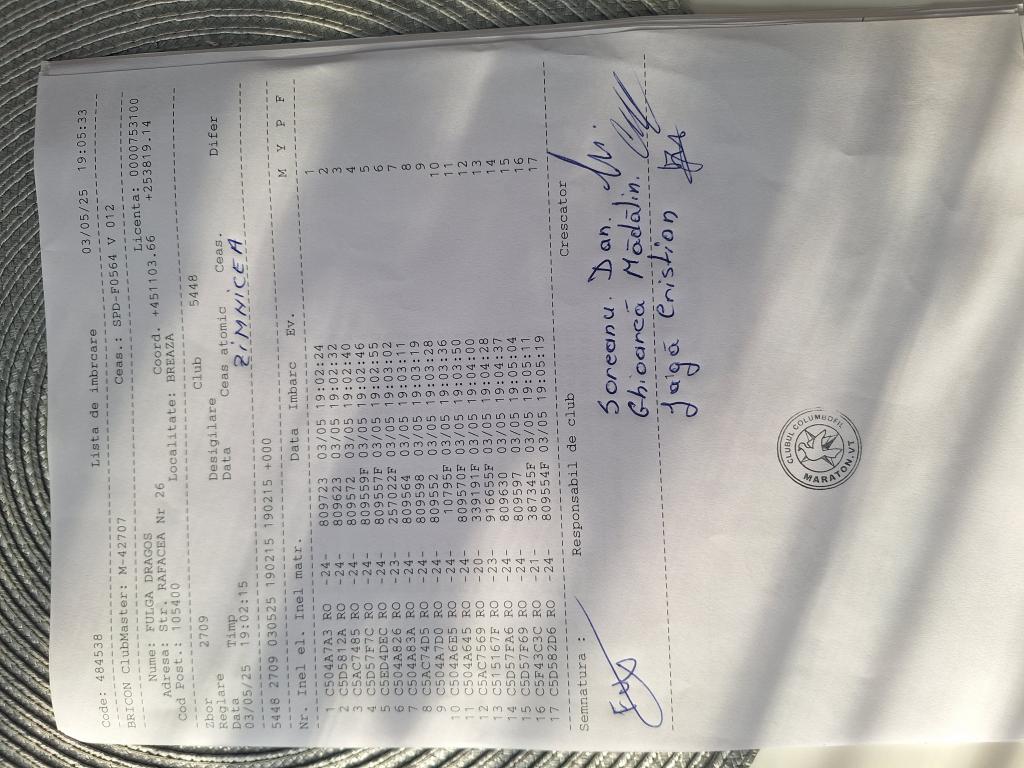 Code: 484538 Lista de imbrcare 03/05/25 19:05:33
BRICON ClubMaster: M-42707 Ceas.: SPD-F0564 V 012
Nume: FULGA DRAGOS Licenta: 0000753100
Adresa: Str. RAFACEA Nr 26 Coord. +451103.66 +253819.14
Cod Post.: 105400 Localitate: BREAZA
Zbor 2709 Club 5448
Reglare Desigilare
Data Timp Data Ceas atomic Ceas. Difer
03/05/25 19:02:15 ZIMNICEA
5448 2709 030525 190215 190215 +000
Nr. Inel el. Inel matr. Data Imbarc Ev. M Y P F
1 C504A7A3 RO -24- 809723 03/05 19:02:24 1
2 C5D5812A RO -24- 809623 03/05 19:02:32 2
3 C5AC7485 RO -24- 809572 03/05 19:02:40 3
4 C5D57F7C RO -24- 809579F 03/05 19:02:46 4
5 C5ED4DEC RO -24- 809557F 03/05 19:02:55 5
6 C504A826 RO -23- 257022F 03/05 19:03:02 6
7 C504A83A RO -24- 809564 03/05 19:03:11 7
8 C5AC74D5 RO -24- 809598 03/05 19:03:19 8
9 C504A7D0 RO -24- 809552 03/05 19:03:28 9
10 C504A6E5 RO -24- 10795F 03/05 19:03:36 10
11 C504A645 RO -24- 809570F 03/05 19:03:50 11
12 C5AC7569 RO -20- 339191F 03/05 19:04:00 12
13 C515167F RO -23- 916655F 03/05 19:04:28 13
14 C5D57FA6 RO -24- 809630 03/05 19:04:37 14
15 C5D57F69 RO -24- 809597 03/05 19:05:04 15
16 C5F43C3C RO -21- 387345F 03/05 19:05:11 16
17 C5D582D6 RO -24- 809554F 03/05 19:05:19 17
Semnatura : Responsabil de club Crescator
Soreanu Dan.
Ghioarcă Mădălin.
Jaigă Cristion
CLUBUL COLUMBOFIL
MARATON.VT